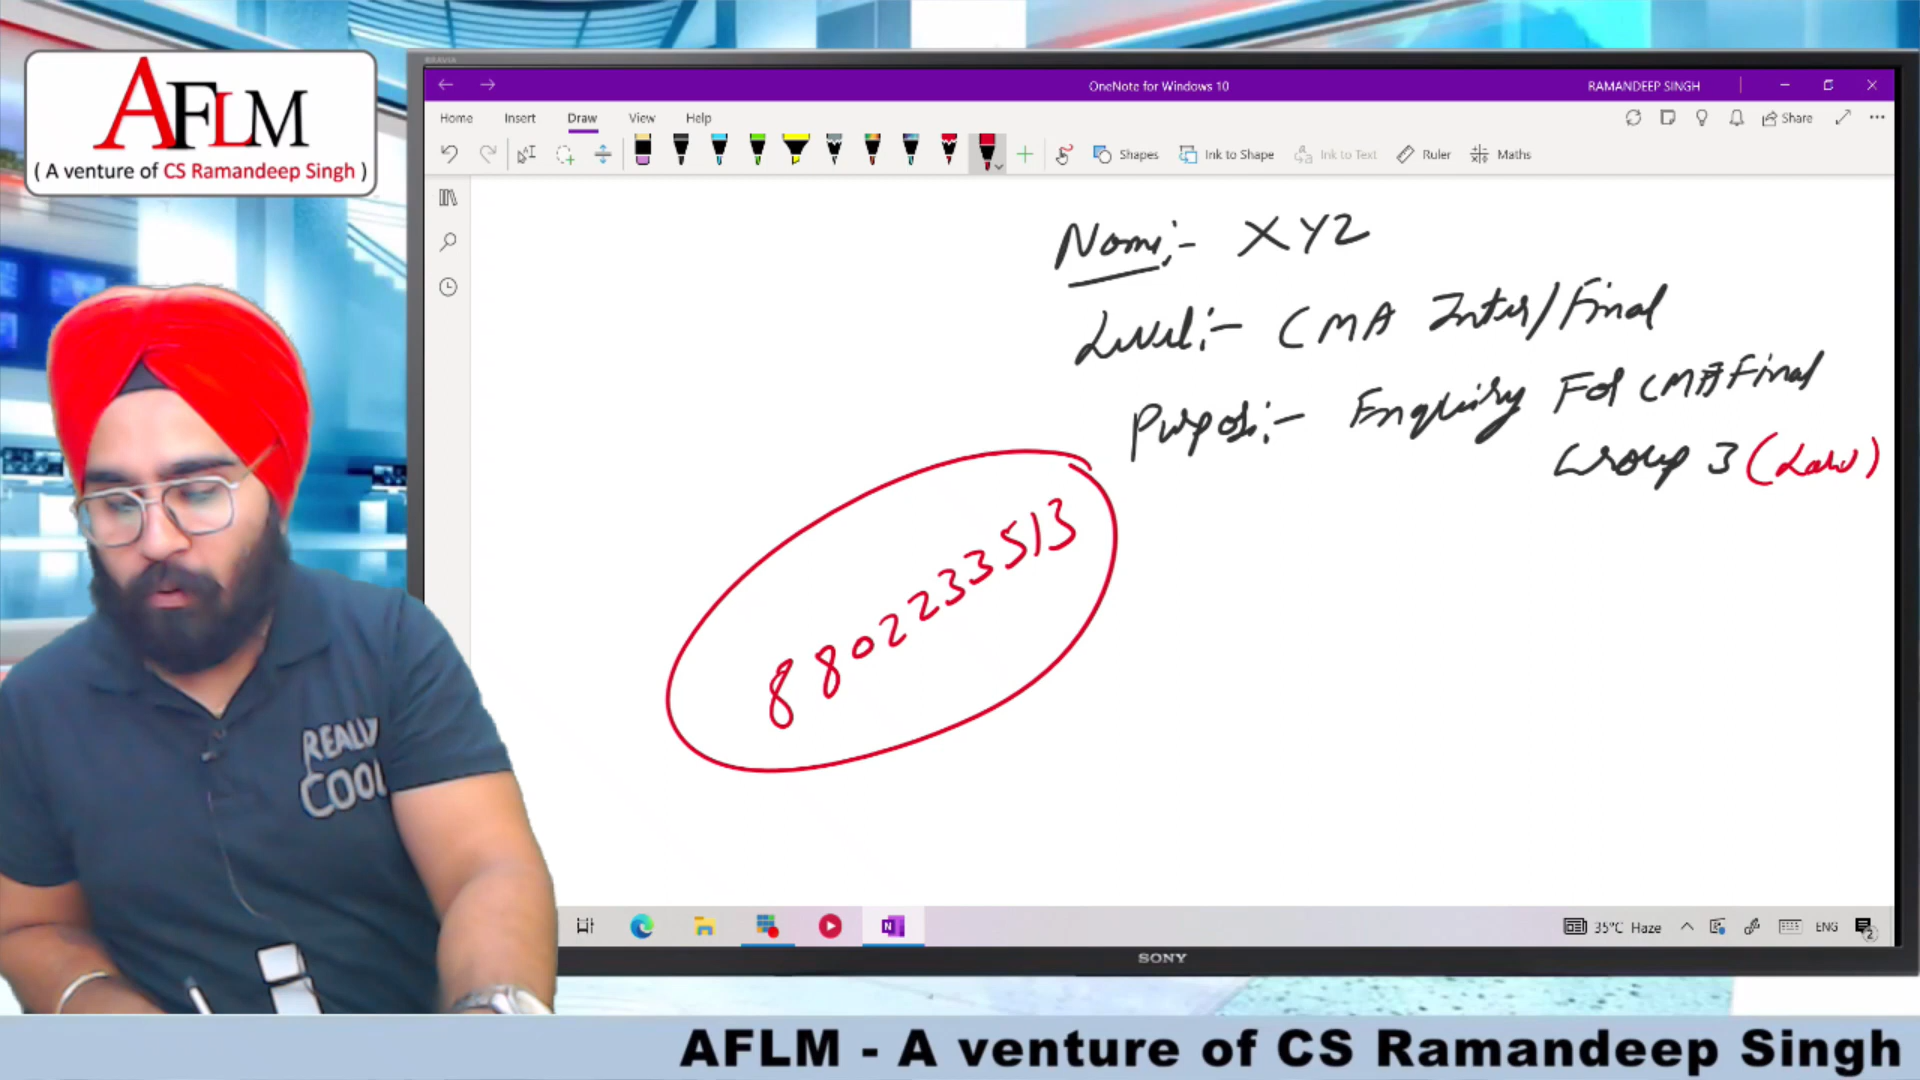 AFLM
( A venture of CS Ramandeep Singh )
BRAVIA
OneNote for Windows 10
RAMANDEEP SINGH
Home Insert Draw View Help
Share
Shapes Ink to Shape Ink to Text Ruler Maths
Name:- XYZ
Level:- CMA Inter/Final
Purpose:- Enquiry For CMA Final
Group 3 (Law)
8802233513
REALLY
COOL
35°C Haze ENG 2
SONY
AFLM - A venture of CS Ramandeep Singh